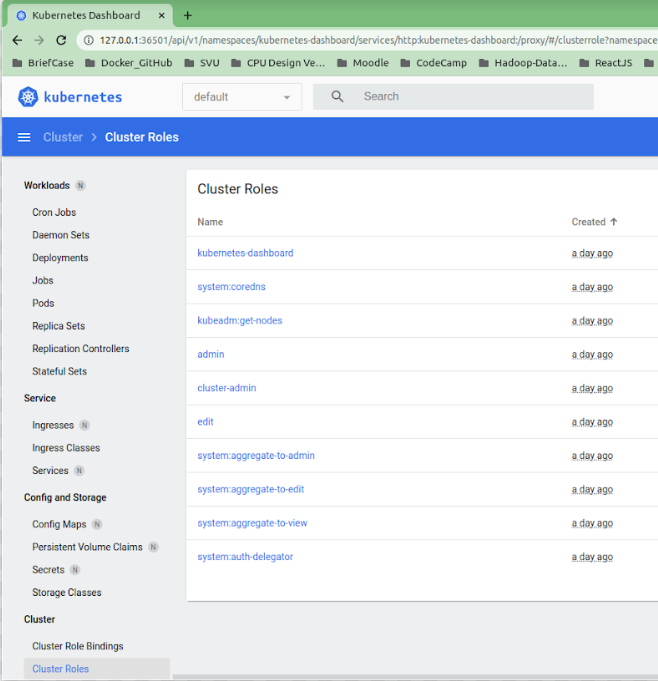 Kubernetes Dashboard
127.0.0.1:36501/api/v1/namespaces/kubernetes-dashboard/services/http:kubernetes-dashboard:/proxy/#/clusterrole?namespace
BriefCase Docker_GitHub SVU CPU Design Ve... Moodle CodeCamp Hadoop-Data... ReactJS
kubernetes default Search
Cluster > Cluster Roles
Workloads N
Cron Jobs
Daemon Sets
Deployments
Jobs
Pods
Replica Sets
Replication Controllers
Stateful Sets
Service
Ingresses N
Ingress Classes
Services N
Config and Storage
Config Maps N
Persistent Volume Claims N
Secrets N
Storage Classes
Cluster
Cluster Role Bindings
Cluster Roles
Cluster Roles
Name Created ↑
kubernetes-dashboard a day ago
system:coredns a day ago
kubeadm:get-nodes a day ago
admin a day ago
cluster-admin a day ago
edit a day ago
system:aggregate-to-admin a day ago
system:aggregate-to-edit a day ago
system:aggregate-to-view a day ago
system:auth-delegator a day ago